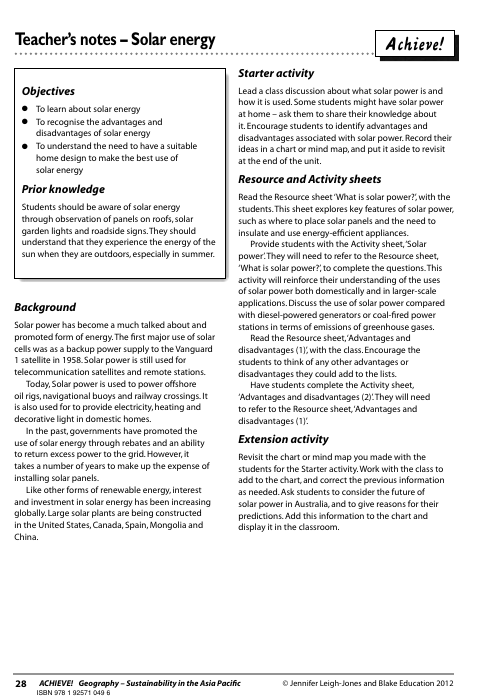 Teacher's notes – Solar energy
Achieve!
Objectives
● To learn about solar energy
● To recognise the advantages and
disadvantages of solar energy
● To understand the need to have a suitable
home design to make the best use of
solar energy
Prior knowledge
Students should be aware of solar energy
through observation of panels on roofs, solar
garden lights and roadside signs. They should
understand that they experience the energy of the
sun when they are outdoors, especially in summer.
Background
Solar power has become a much talked about and
promoted form of energy. The first major use of solar
cells was as a backup power supply to the Vanguard
1 satellite in 1958. Solar power is still used for
telecommunication satellites and remote stations.
Today, Solar power is used to power offshore
oil rigs, navigational buoys and railway crossings. It
is also used for to provide electricity, heating and
decorative light in domestic homes.
In the past, governments have promoted the
use of solar energy through rebates and an ability
to return excess power to the grid. However, it
takes a number of years to make up the expense of
installing solar panels.
Like other forms of renewable energy, interest
and investment in solar energy has been increasing
globally. Large solar plants are being constructed
in the United States, Canada, Spain, Mongolia and
China.
Starter activity
Lead a class discussion about what solar power is and
how it is used. Some students might have solar power
at home – ask them to share their knowledge about
it. Encourage students to identify advantages and
disadvantages associated with solar power. Record their
ideas in a chart or mind map, and put it aside to revisit
at the end of the unit.
Resource and Activity sheets
Read the Resource sheet 'What is solar power?', with the
students. This sheet explores key features of solar power,
such as where to place solar panels and the need to
insulate and use energy-efficient appliances.
Provide students with the Activity sheet, 'Solar
power'. They will need to refer to the Resource sheet,
'What is solar power?', to complete the questions. This
activity will reinforce their understanding of the uses
of solar power both domestically and in larger-scale
applications. Discuss the use of solar power compared
with diesel-powered generators or coal-fired power
stations in terms of emissions of greenhouse gases.
Read the Resource sheet, 'Advantages and
disadvantages (1)', with the class. Encourage the
students to think of any other advantages or
disadvantages they could add to the lists.
Have students complete the Activity sheet,
'Advantages and disadvantages (2)'. They will need
to refer to the Resource sheet, 'Advantages and
disadvantages (1)'.
Extension activity
Revisit the chart or mind map you made with the
students for the Starter activity. Work with the class to
add to the chart, and correct the previous information
as needed. Ask students to consider the future of
solar power in Australia, and to give reasons for their
predictions. Add this information to the chart and
display it in the classroom.
28 ACHIEVE! Geography – Sustainability in the Asia Pacific © Jennifer Leigh-Jones and Blake Education 2012
ISBN 978 1 92571 049 6